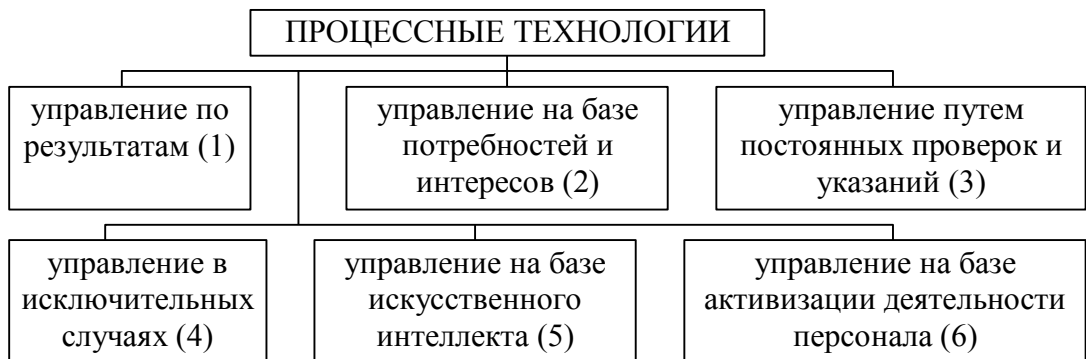 ПРОЦЕССНЫЕ ТЕХНОЛОГИИ
управление по
результатам (1)
управление на базе
потребностей и
интересов (2)
управление путем
постоянных проверок и
указаний (3)
управление в
исключительных
случаях (4)
управление на базе
искусственного
интеллекта (5)
управление на базе
активизации деятельности
персонала (6)